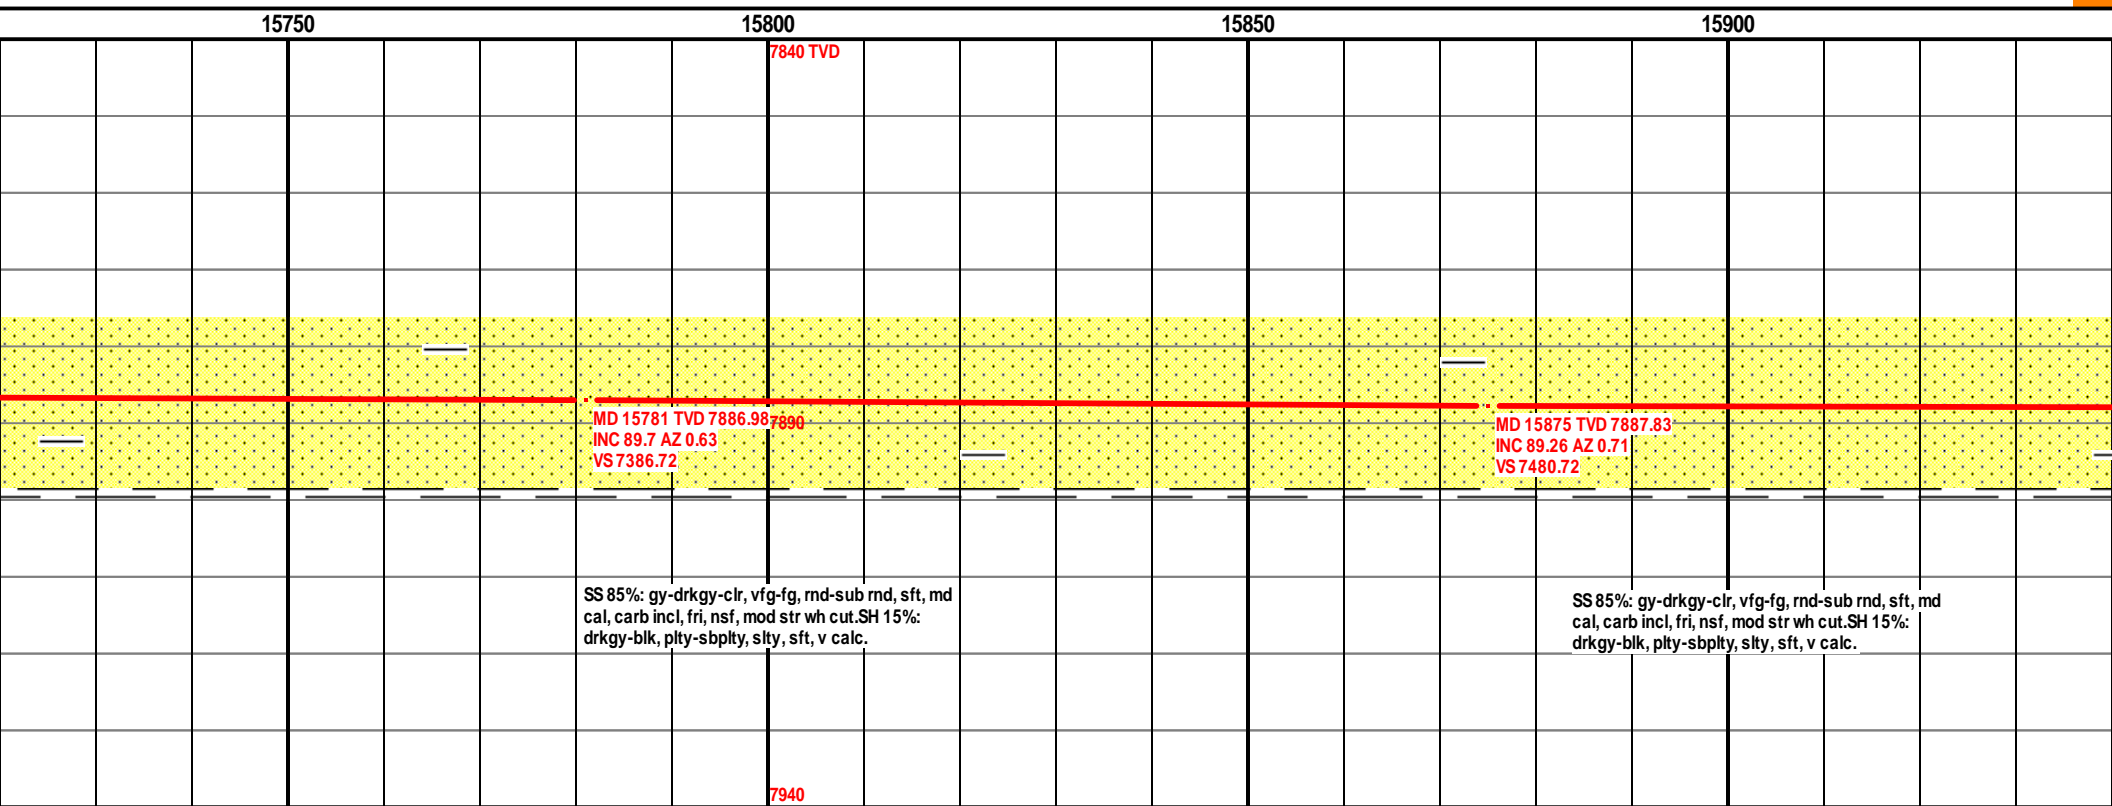 15750 15800 15850 15900
7840 TVD
MD 15781 TVD 7886.98 7890
INC 89.7 AZ 0.63
VS 7386.72
MD 15875 TVD 7887.83
INC 89.26 AZ 0.71
VS 7480.72
SS 85%: gy-drkgy-clr, vfg-fg, rnd-sub rnd, sft, md
cal, carb incl, fri, nsf, mod str wh cut.SH 15%:
drkgy-blk, plty-sbplty, slty, sft, v calc.
SS 85%: gy-drkgy-clr, vfg-fg, rnd-sub rnd, sft, md
cal, carb incl, fri, nsf, mod str wh cut.SH 15%:
drkgy-blk, plty-sbplty, slty, sft, v calc.
7940